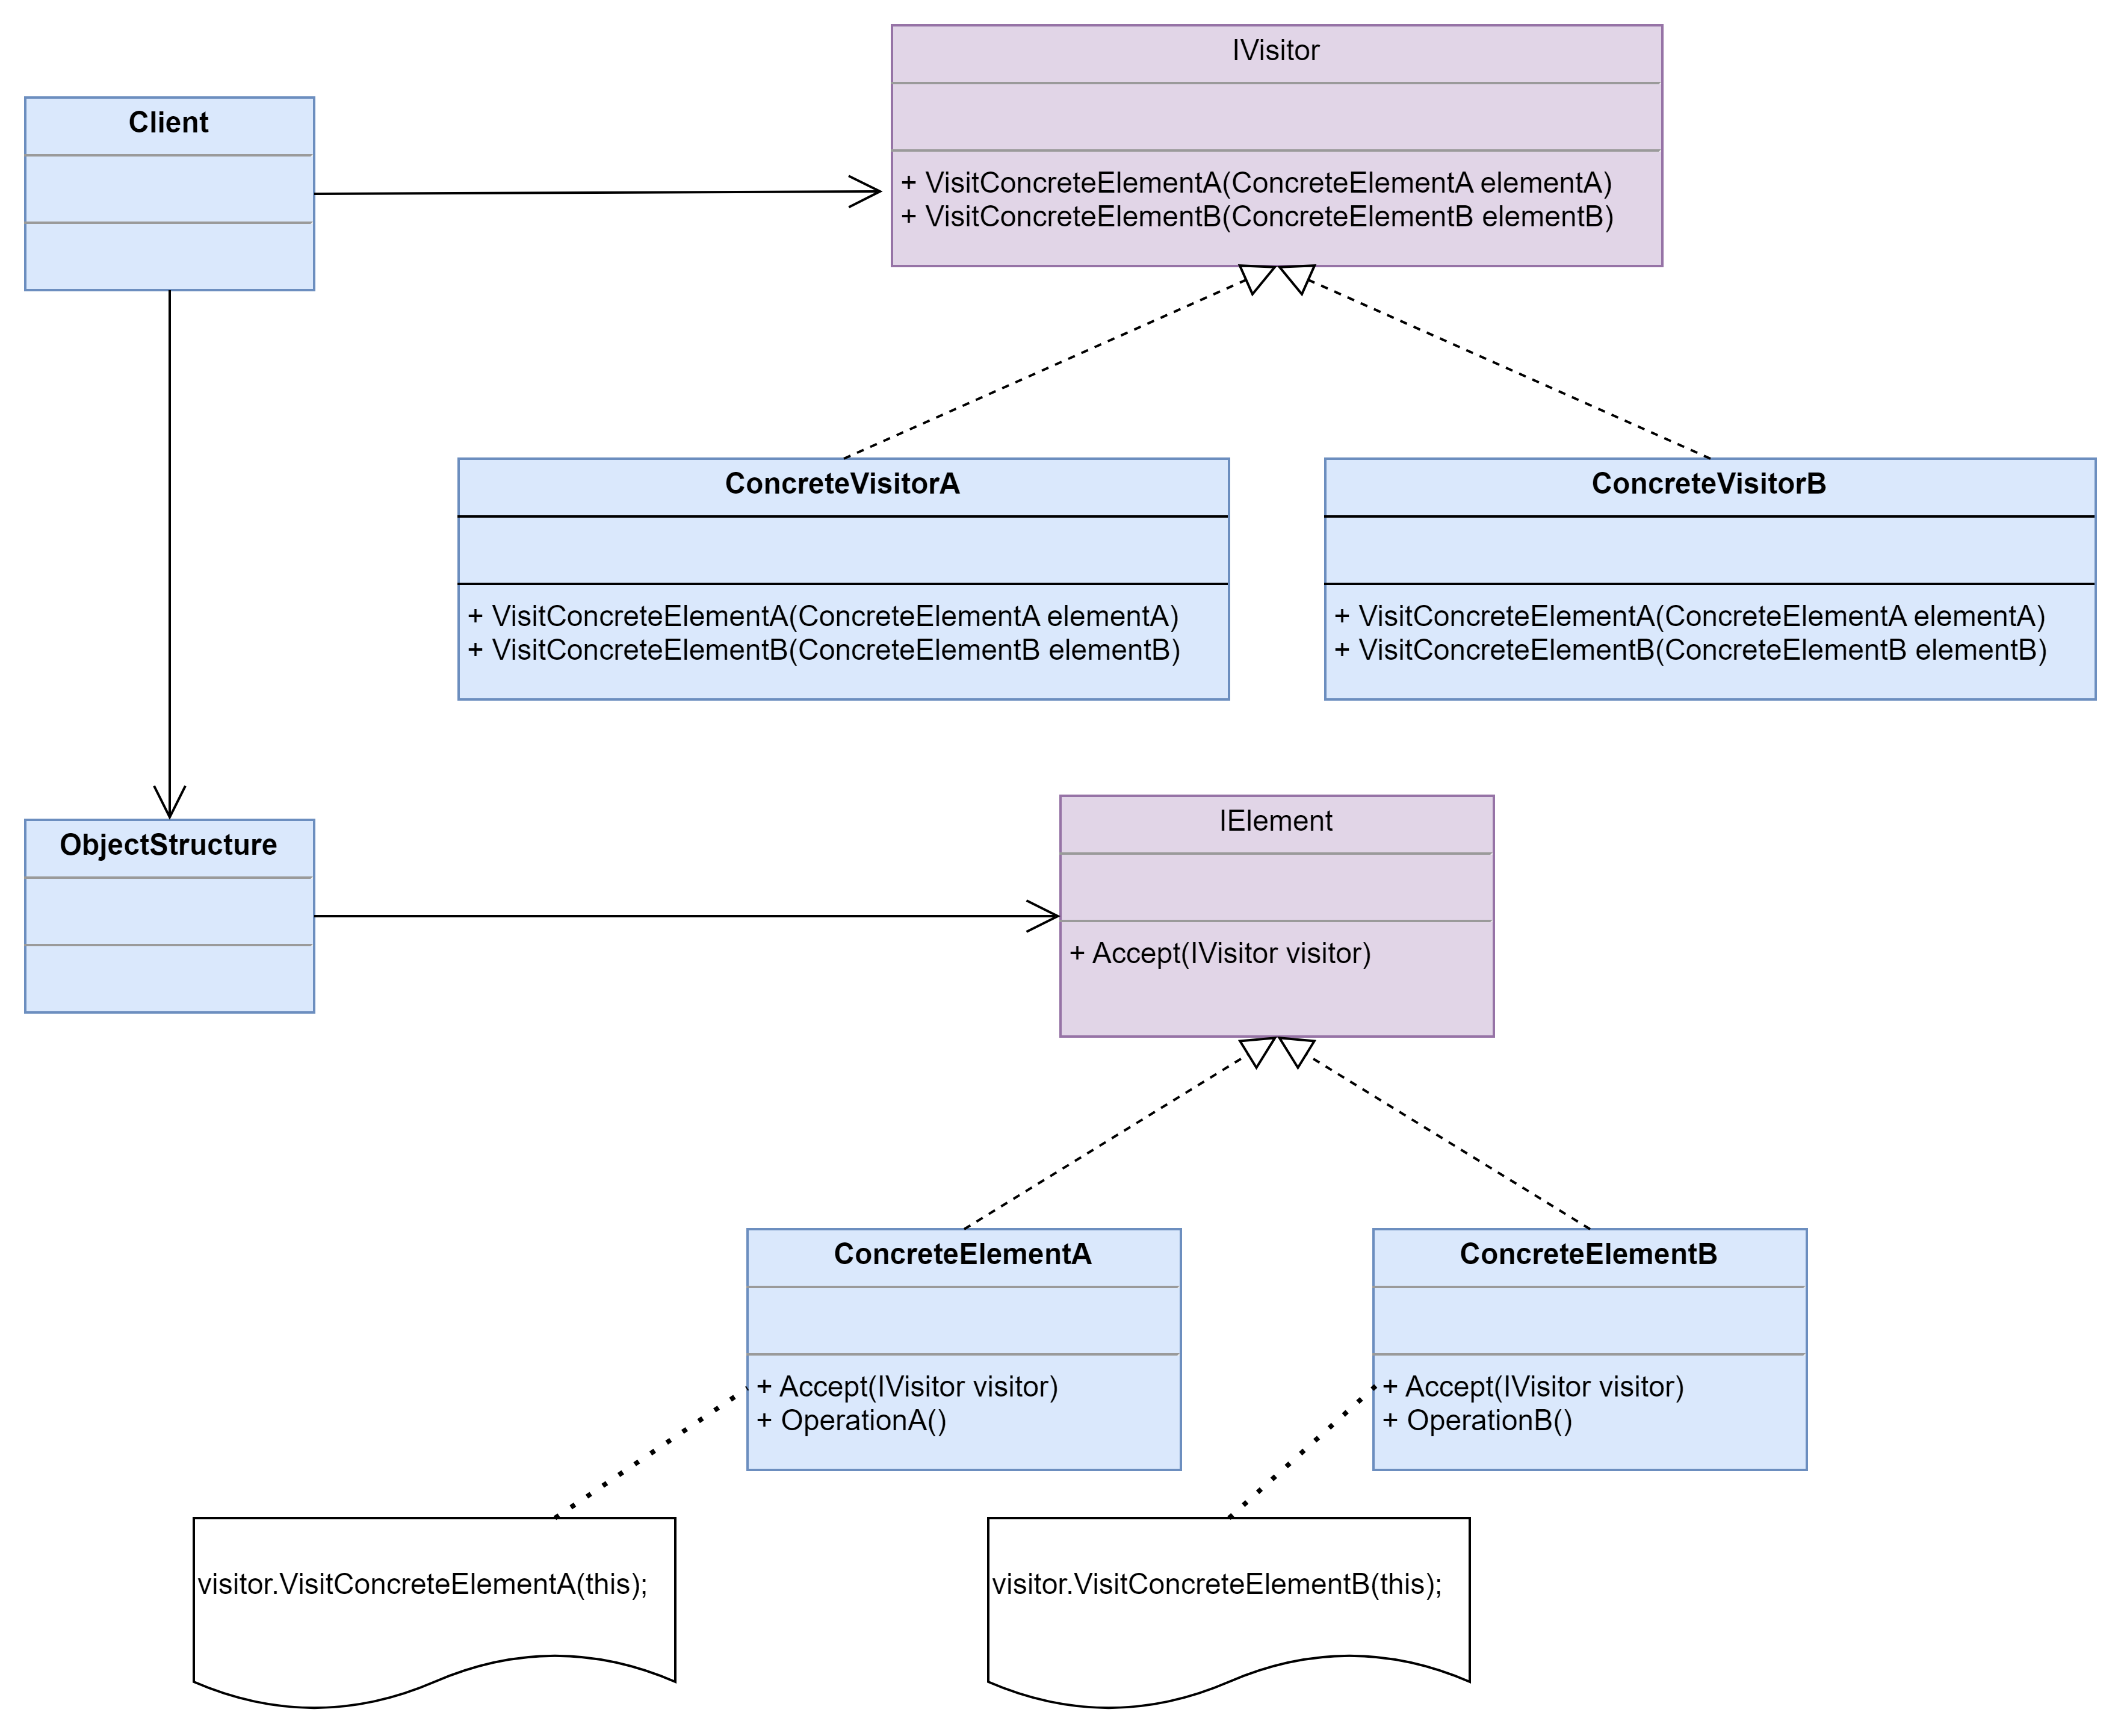 IVisitor
+ VisitConcreteElementA(ConcreteElementA elementA)
+ VisitConcreteElementB(ConcreteElementB elementB)
Client
ConcreteVisitorA
+ VisitConcreteElementA(ConcreteElementA elementA)
+ VisitConcreteElementB(ConcreteElementB elementB)
ConcreteVisitorB
+ VisitConcreteElementA(ConcreteElementA elementA)
+ VisitConcreteElementB(ConcreteElementB elementB)
ObjectStructure
IElement
+ Accept(IVisitor visitor)
ConcreteElementA
+ Accept(IVisitor visitor)
+ OperationA()
ConcreteElementB
+ Accept(IVisitor visitor)
+ OperationB()
visitor.VisitConcreteElementA(this);
visitor.VisitConcreteElementB(this);